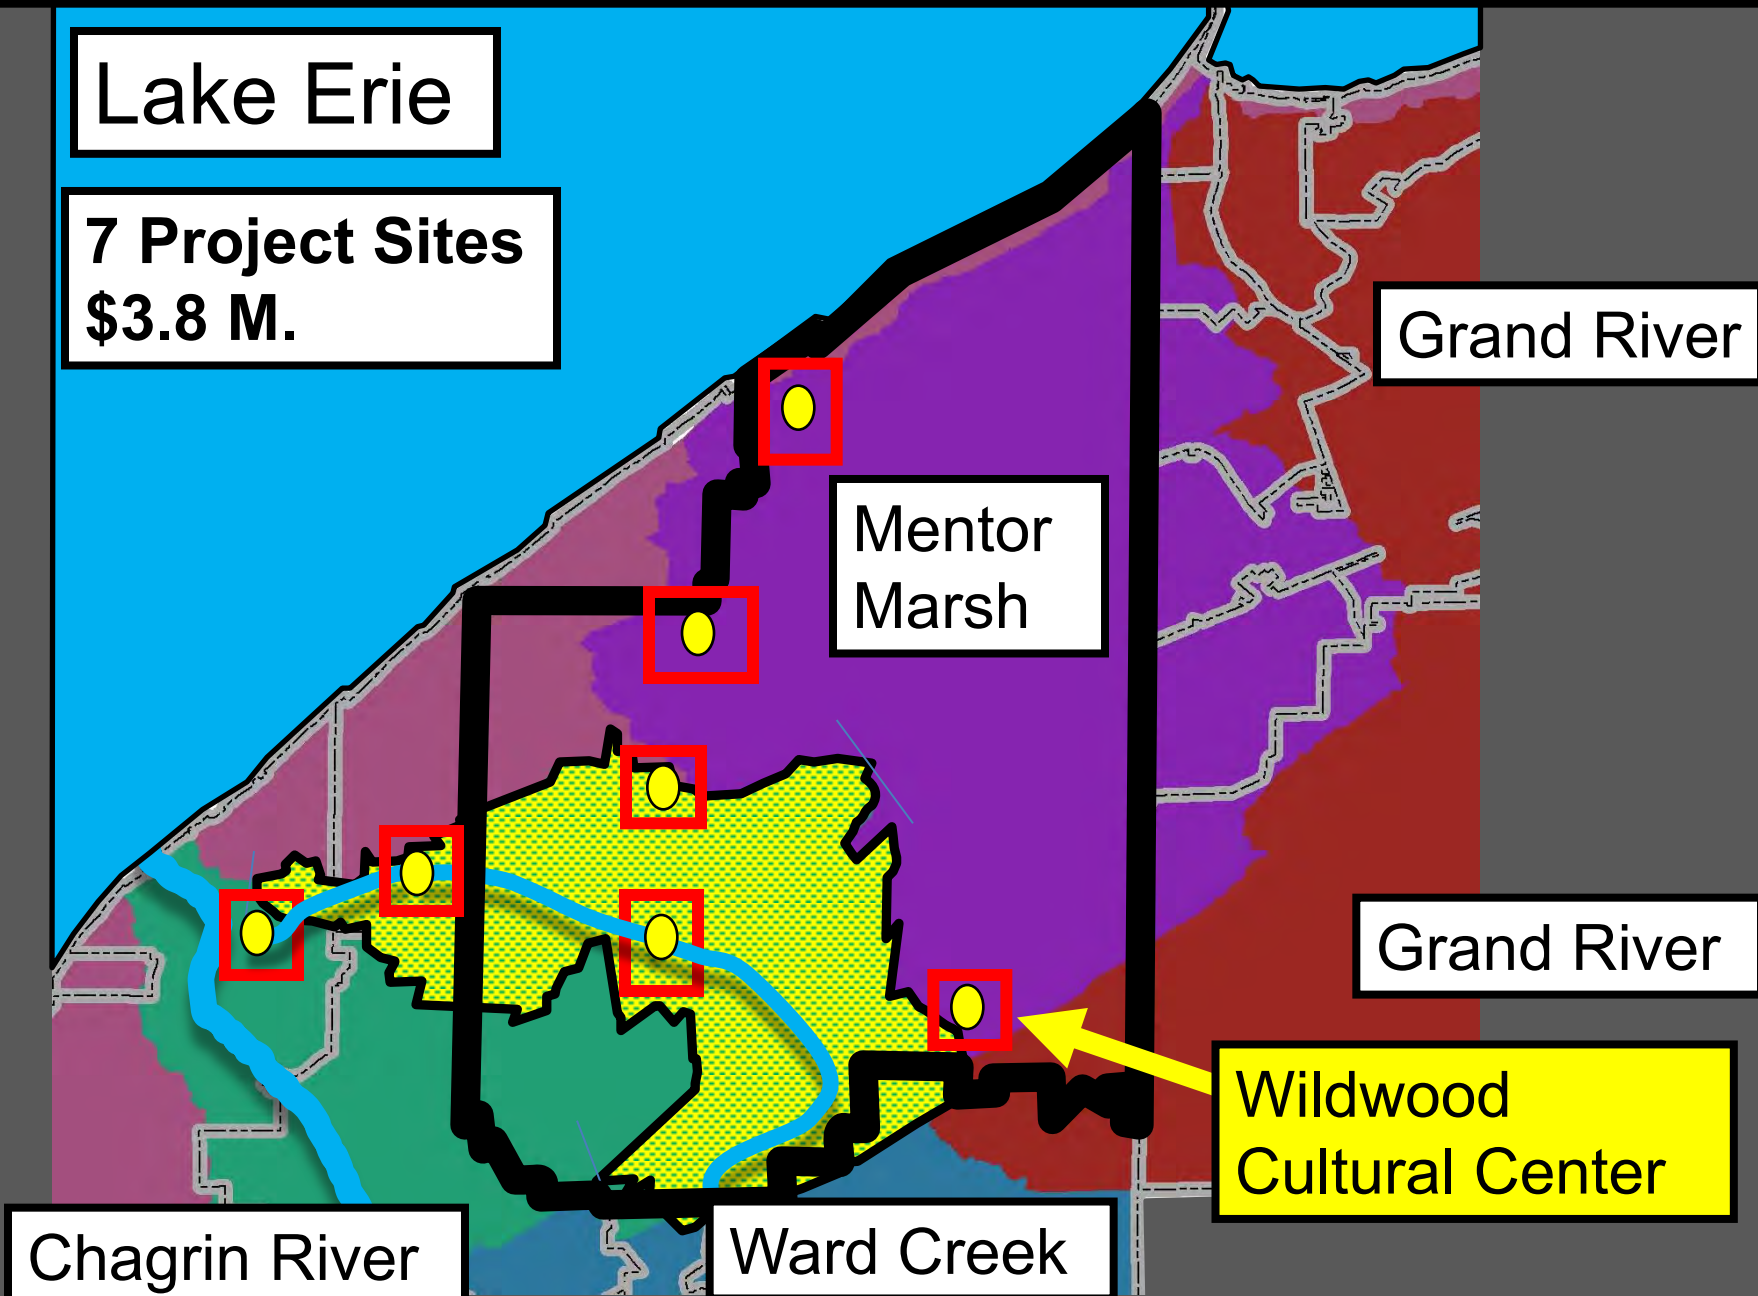 Lake Erie
7 Project Sites
$3.8 M.
Grand River
Mentor
Marsh
Grand River
Wildwood
Cultural Center
Chagrin River
Ward Creek